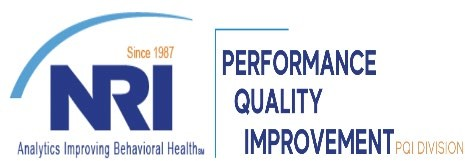 Since 1987
NRI
Analytics Improving Behavioral Health℠
PERFORMANCE
QUALITY
IMPROVEMENT PQI DIVISION